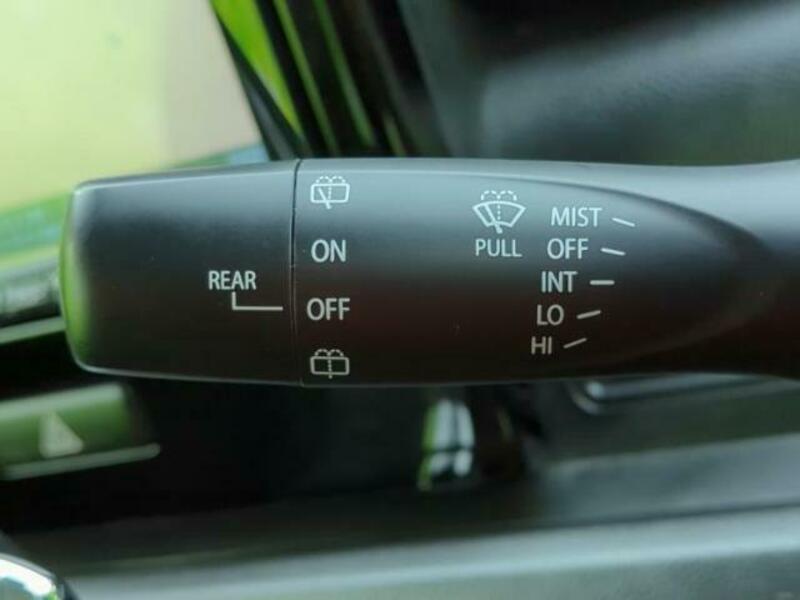 REAR
ON
OFF
PULL
MIST
OFF
INT
LO
HI